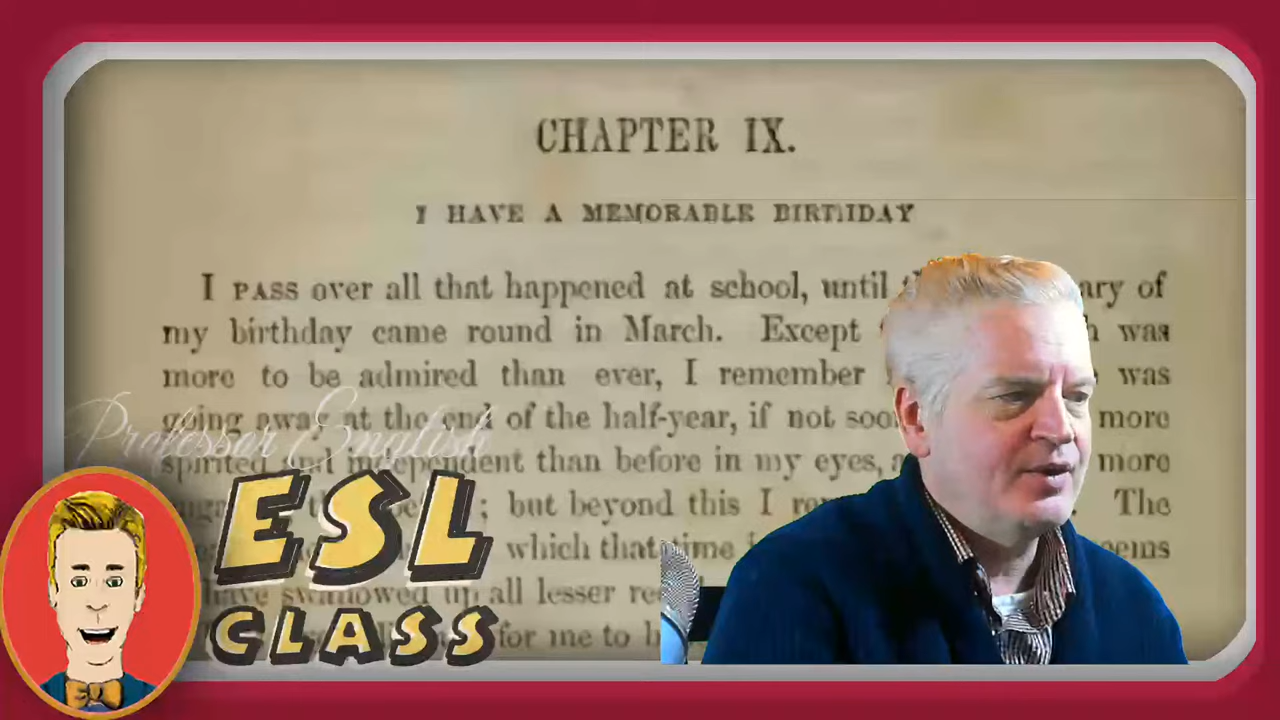 CHAPTER IX.
I HAVE A MEMORABLE BIRTHDAY
I PASS over all that happened at school, until ary of
my birthday came round in March. Except was
more to be admired than ever, I remember was
going away at the end of the half-year, if not more
Professor English
spirited and independent than before in my eyes, more
; but beyond this I The
which that time
have swallowed up all lesser
for me to
ESL
CLASS